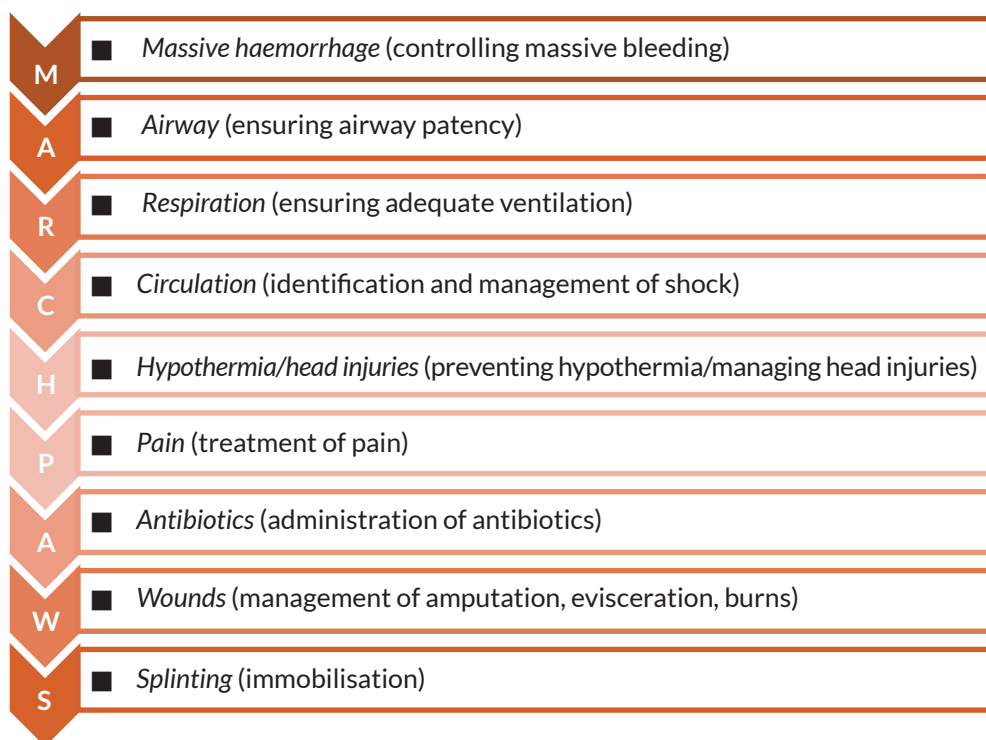 M
■ Massive haemorrhage (controlling massive bleeding)
A
■ Airway (ensuring airway patency)
R
■ Respiration (ensuring adequate ventilation)
C
■ Circulation (identification and management of shock)
H
■ Hypothermia/head injuries (preventing hypothermia/managing head injuries)
P
■ Pain (treatment of pain)
A
■ Antibiotics (administration of antibiotics)
W
■ Wounds (management of amputation, evisceration, burns)
S
■ Splinting (immobilisation)